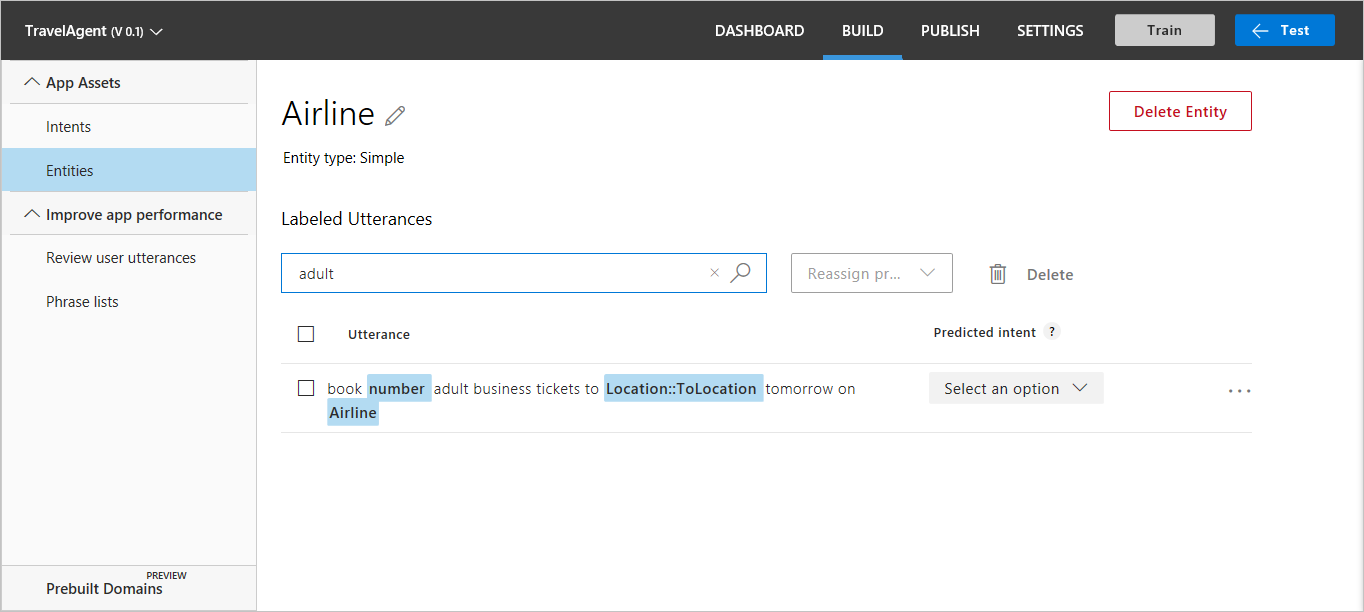 TravelAgent (V 0.1)
DASHBOARD
BUILD
PUBLISH
SETTINGS
Train
Test
App Assets
Intents
Entities
Improve app performance
Review user utterances
Phrase lists
PREVIEW
Prebuilt Domains
Airline
Delete Entity
Entity type: Simple
Labeled Utterances
adult
Reassign pr...
Delete
Utterance
Predicted intent ?
book number adult business tickets to Location::ToLocation tomorrow on
Airline
Select an option